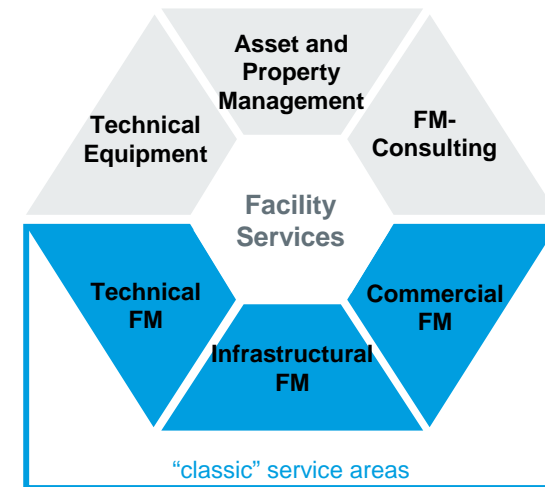 Asset and
Property
Management
Technical
Equipment
FM-
Consulting
Facility
Services
Technical
FM
Commercial
FM
Infrastructural
FM
“classic” service areas